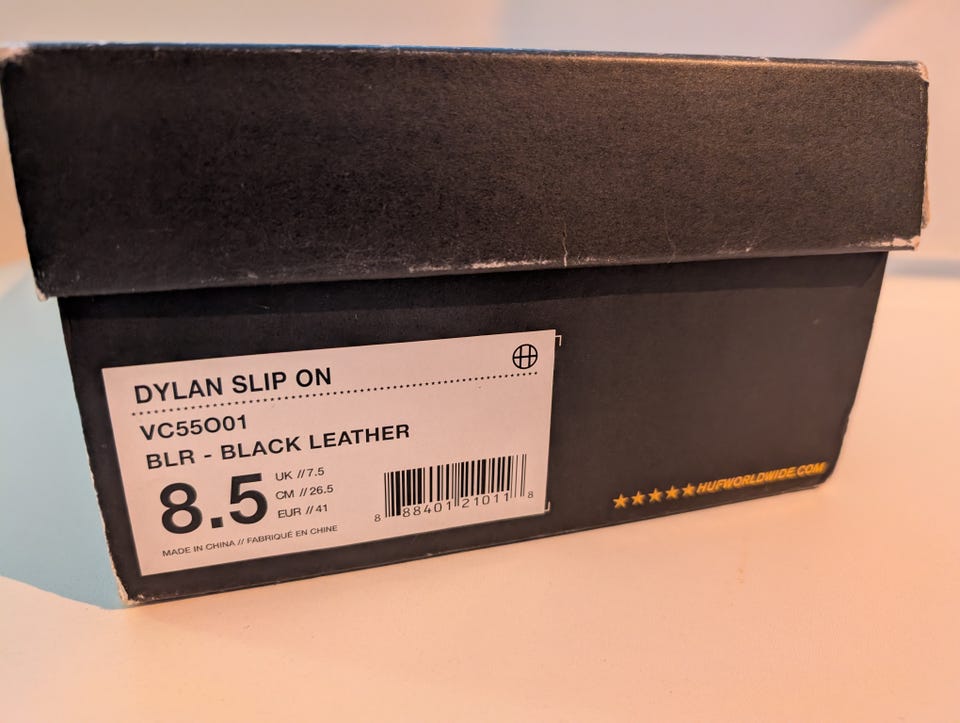 DYLAN SLIP ON
VC55O01
BLR - BLACK LEATHER
8.5
UK // 7.5
CM // 26.5
EUR // 41
MADE IN CHINA // FABRIQUÉ EN CHINE
8 88401 21011 8
★★★★★HUFWORLDWIDE.COM